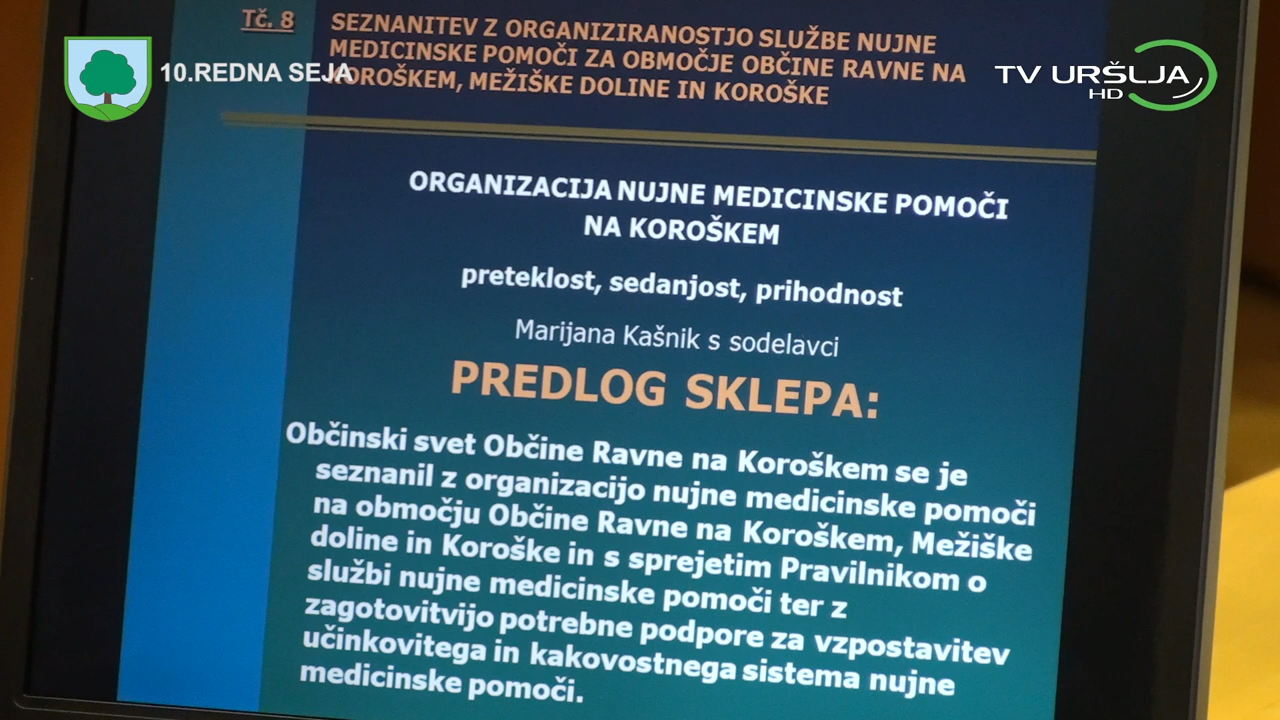 Tč. 8
SEZNANITEV Z ORGANIZIRANOSTJO SLUŽBE NUJNE
MEDICINSKE POMOČI ZA OBMOČJE OBČINE RAVNE NA
KOROŠKEM, MEŽIŠKE DOLINE IN KOROŠKE
10.REDNA SEJA
TV URŠLJA
HD
ORGANIZACIJA NUJNE MEDICINSKE POMOČI
NA KOROŠKEM
preteklost, sedanjost, prihodnost
Marijana Kašnik s sodelavci
PREDLOG SKLEPA:
Občinski svet Občine Ravne na Koroškem se je
seznanil z organizacijo nujne medicinske pomoči
na območju Občine Ravne na Koroškem, Mežiške
doline in Koroške in s sprejetim Pravilnikom o
službi nujne medicinske pomoči ter z
zagotovitvijo potrebne podpore za vzpostavitev
učinkovitega in kakovostnega sistema nujne
medicinske pomoči.